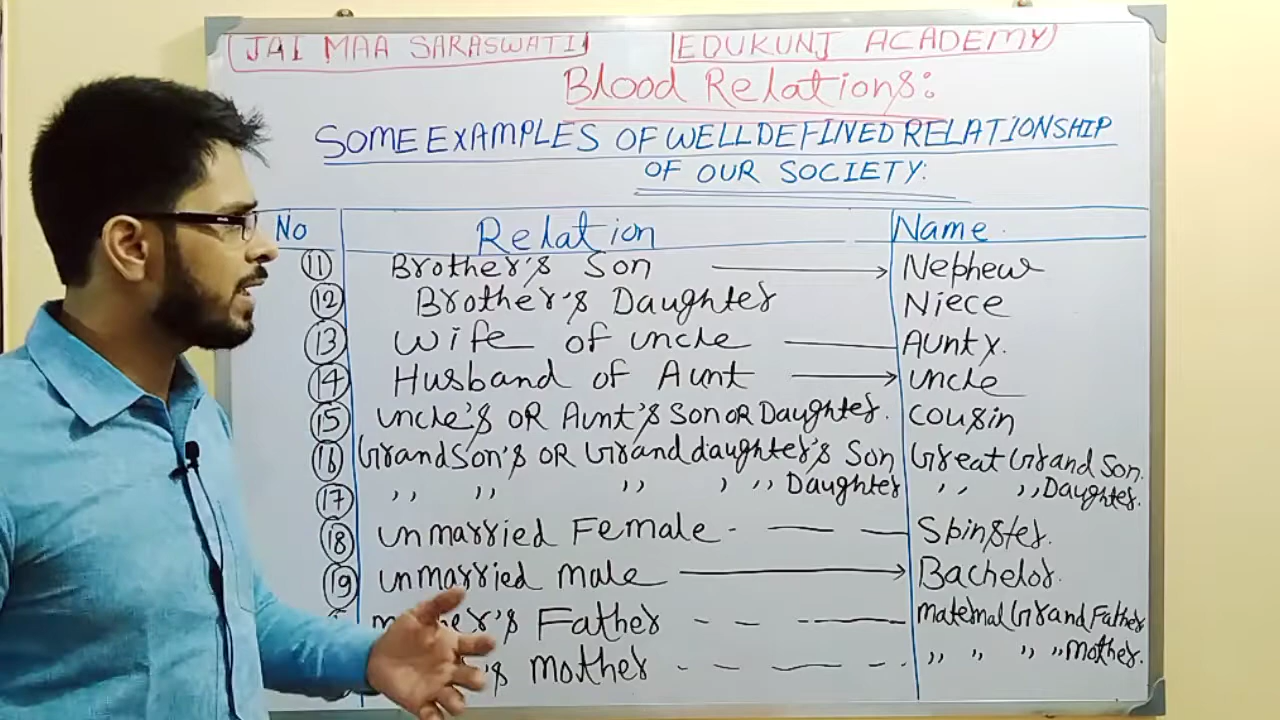 JAI MAA SARASWATI EDUKUNJ ACADEMY
Blood Relations:
SOME EXAMPLES OF WELL DEFINED RELATIONSHIP
OF OUR SOCIETY:
No Relation Name
11 Brother's Son Nephew
12 Brother's Daughter Niece
13 Wife of uncle Aunty.
14 Husband of Aunt uncle
15 uncle's OR Aunt's Son OR Daughter. cousin
16 GrandSon's OR Grand daughter's Son Great Grand Son.
17 ,, ,, ,, , ,, Daughter ,, ,, Daughter.
18 unmarried Female - Spinster.
19 unmarried male Bachelor.
Father maternal Grand Father
's mother ,, ,, ,, ,, mother.